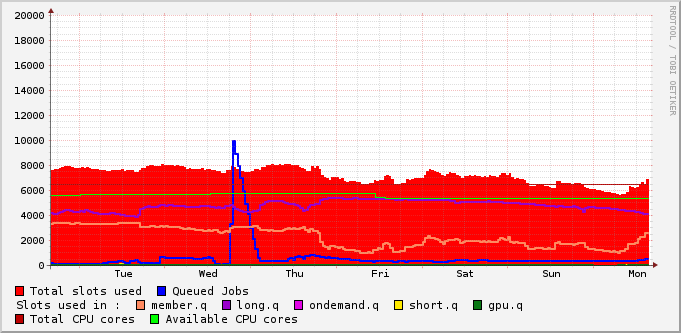 RRDTOOL / TOBI OETIKER
20000
18000
16000
14000
12000
10000
8000
6000
4000
2000
0
Tue Wed Thu Fri Sat Sun Mon
Total slots used Queued Jobs
Slots used in : member.q long.q ondemand.q short.q gpu.q
Total CPU cores Available CPU cores